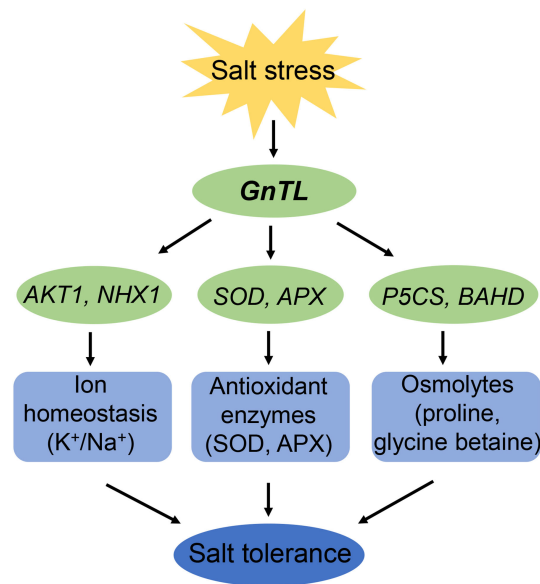 Salt stress
GnTL
AKT1, NHX1
SOD, APX
P5CS, BAHD
Ion
homeostasis
(K⁺/Na⁺)
Antioxidant
enzymes
(SOD, APX)
Osmolytes
(proline,
glycine betaine)
Salt tolerance